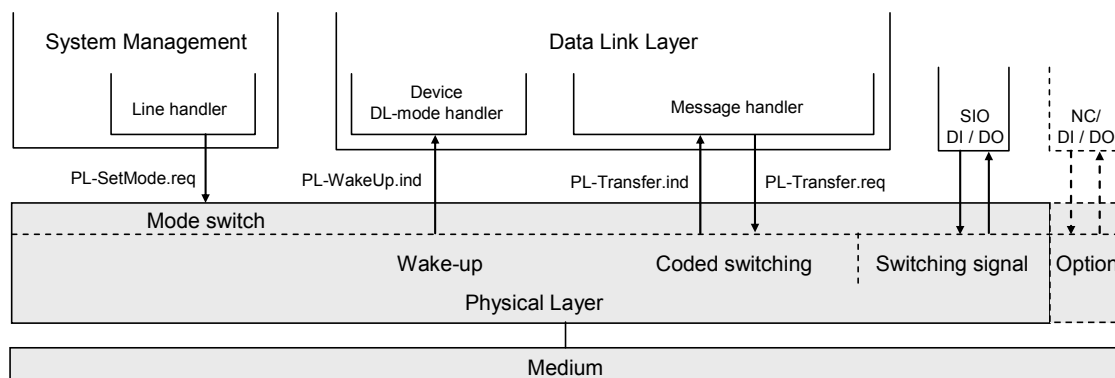 System Management
Data Link Layer
Line handler
Device
DL-mode handler
Message handler
SIO
DI / DO
NC/
DI / DO
PL-SetMode.req
PL-WakeUp.ind
PL-Transfer.ind
PL-Transfer.req
Mode switch
Wake-up
Coded switching
Switching signal
Option
Physical Layer
Medium